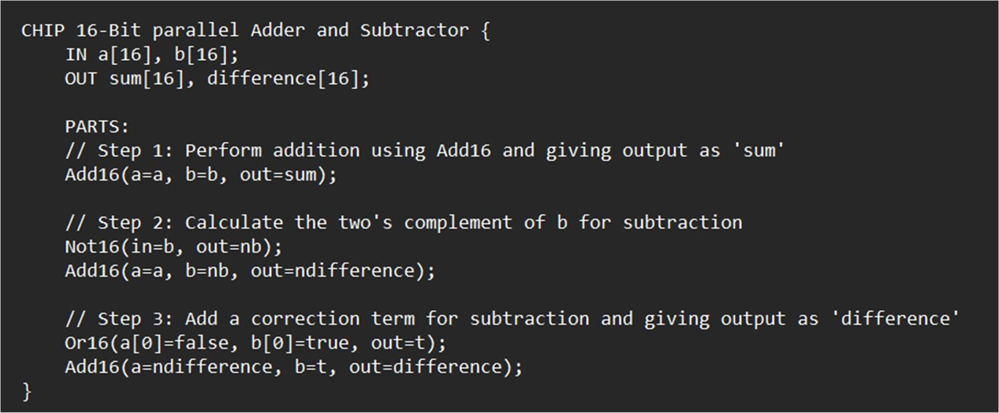 CHIP 16-Bit parallel Adder and Subtractor {
    IN a[16], b[16];
    OUT sum[16], difference[16];

    PARTS:
    // Step 1: Perform addition using Add16 and giving output as 'sum'
    Add16(a=a, b=b, out=sum);

    // Step 2: Calculate the two's complement of b for subtraction
    Not16(in=b, out=nb);
    Add16(a=a, b=nb, out=ndifference);

    // Step 3: Add a correction term for subtraction and giving output as 'difference'
    Or16(a[0]=false, b[0]=true, out=t);
    Add16(a=ndifference, b=t, out=difference);
}